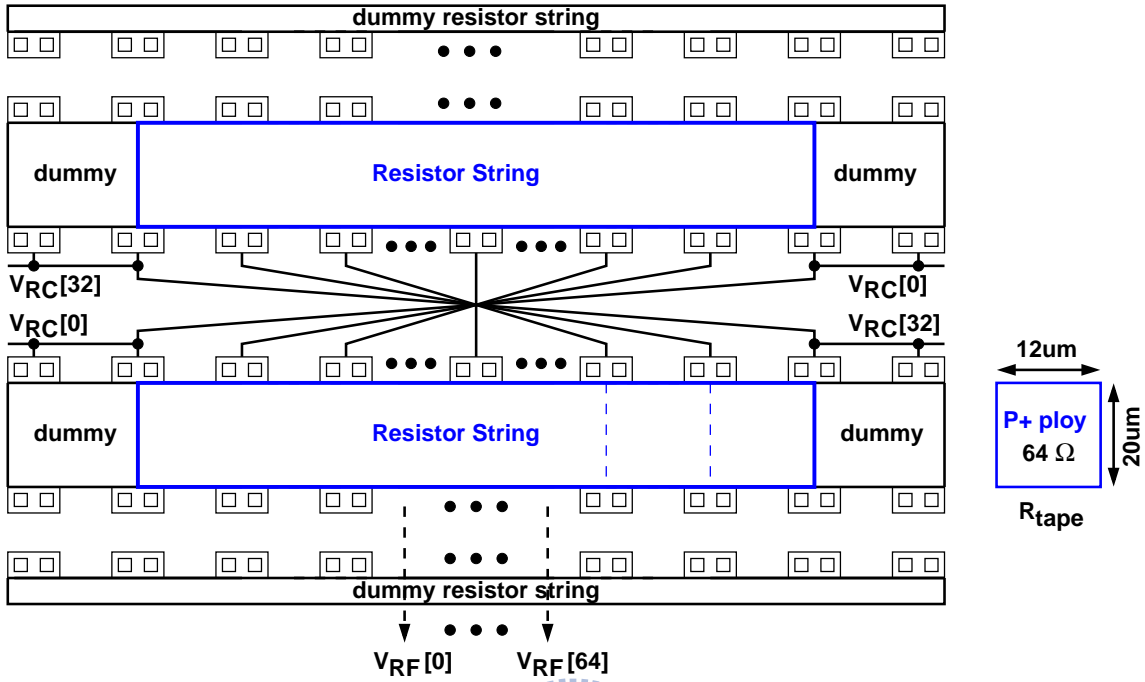 dummy resistor string
dummy
Resistor String
dummy
VRC[32]
VRC[0]
VRC[0]
VRC[32]
dummy
Resistor String
dummy
dummy resistor string
VRF[0]
VRF[64]
12um
P+ ploy
64 Ω
20um
Rtape